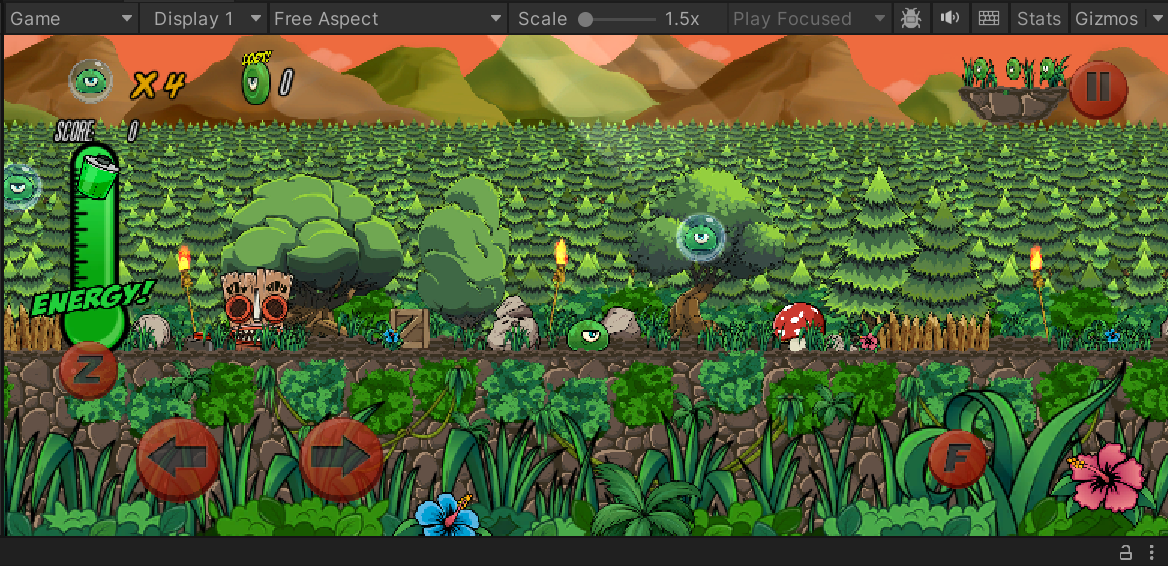 Game Display 1 Free Aspect Scale 1.5x Play Focused Stats Gizmos
X 4 0
SCORE: 0
ENERGY!
Z
F